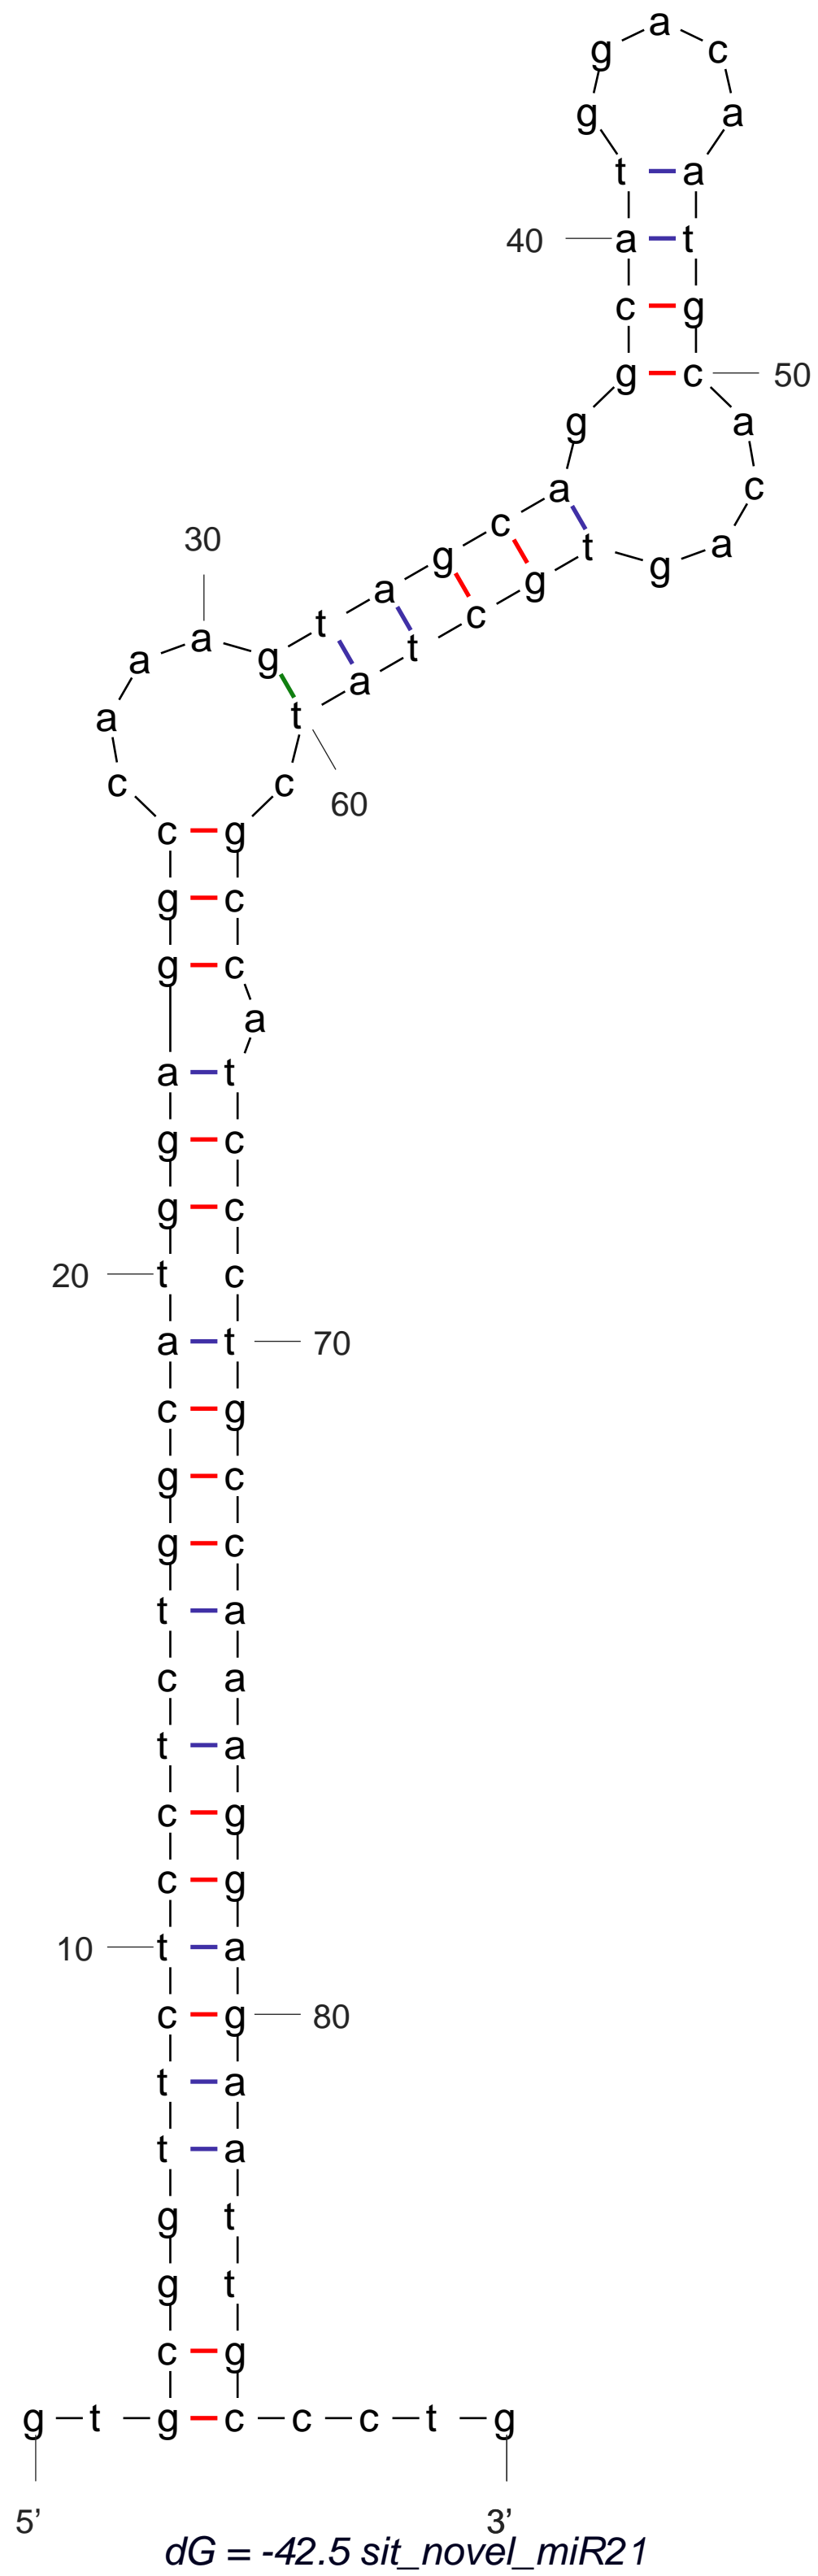 a
g c
g a
t a
40 a t
c g
g c 50
g a
a c
c t a
30 g g g
a t a c
a g t
a a
t
c c 60
c g
g c
g c
a
a t
g c
g c
20 t c
a t 70
c g
g c
g c
t a
c a
t a
c g
c g
10 t a
c g 80
t a
t a
g t
g t
c g
g t g c c c t g
5’ 3’
dG = -42.5 sit_novel_miR21